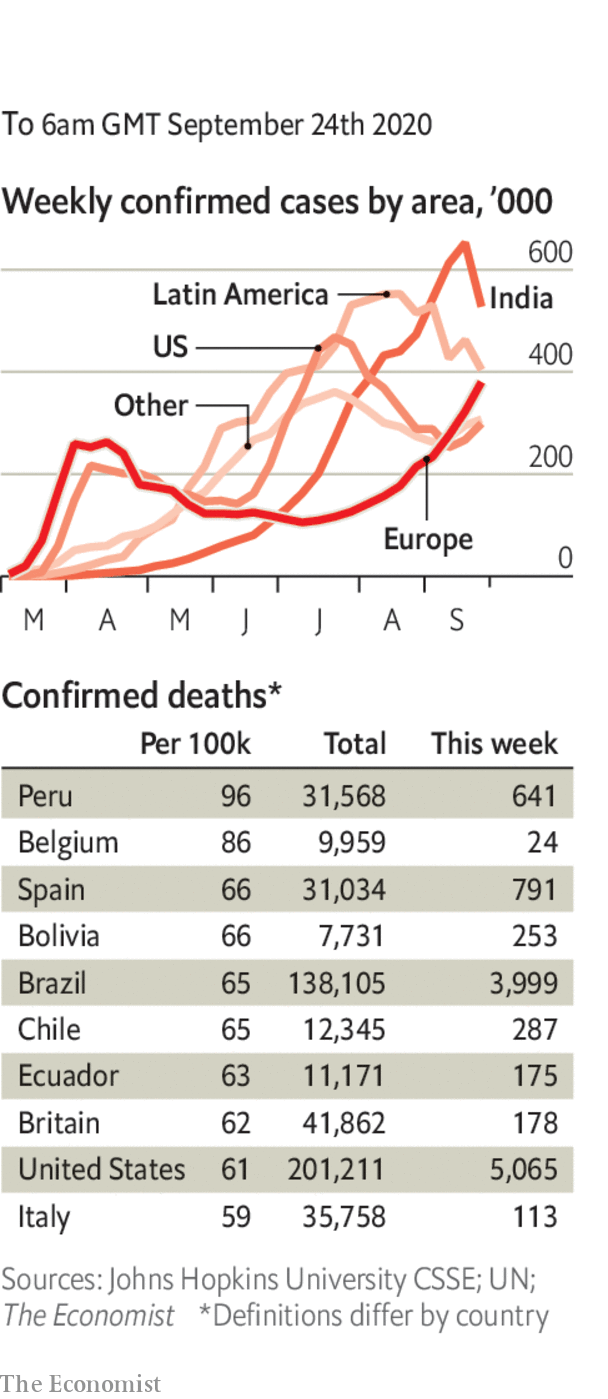 To 6am GMT September 24th 2020
Weekly confirmed cases by area, ’000
600
Latin America
India
US
400
Other
200
Europe
0
M A M J J A S
Confirmed deaths*
Per 100k Total This week
Peru 96 31,568 641
Belgium 86 9,959 24
Spain 66 31,034 791
Bolivia 66 7,731 253
Brazil 65 138,105 3,999
Chile 65 12,345 287
Ecuador 63 11,171 175
Britain 62 41,862 178
United States 61 201,211 5,065
Italy 59 35,758 113
Sources: Johns Hopkins University CSSE; UN;
The Economist *Definitions differ by country
The Economist